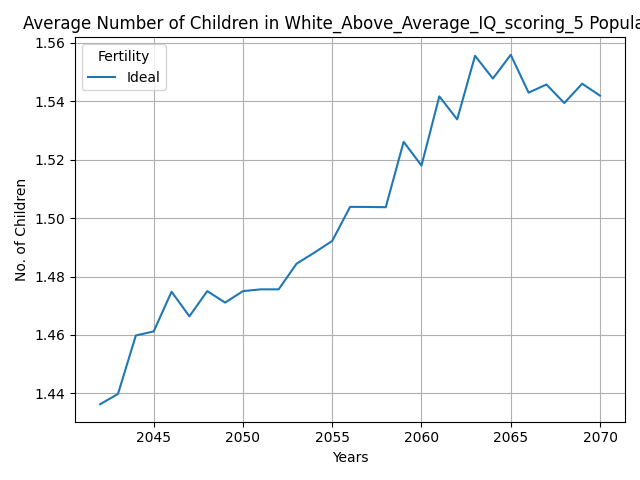 Average Number of Children in White_Above_Average_IQ_scoring_5 Popula
1.56
1.54
1.52
1.50
1.48
1.46
1.44
No. of Children
Fertility
Ideal
2045 2050 2055 2060 2065 2070
Years